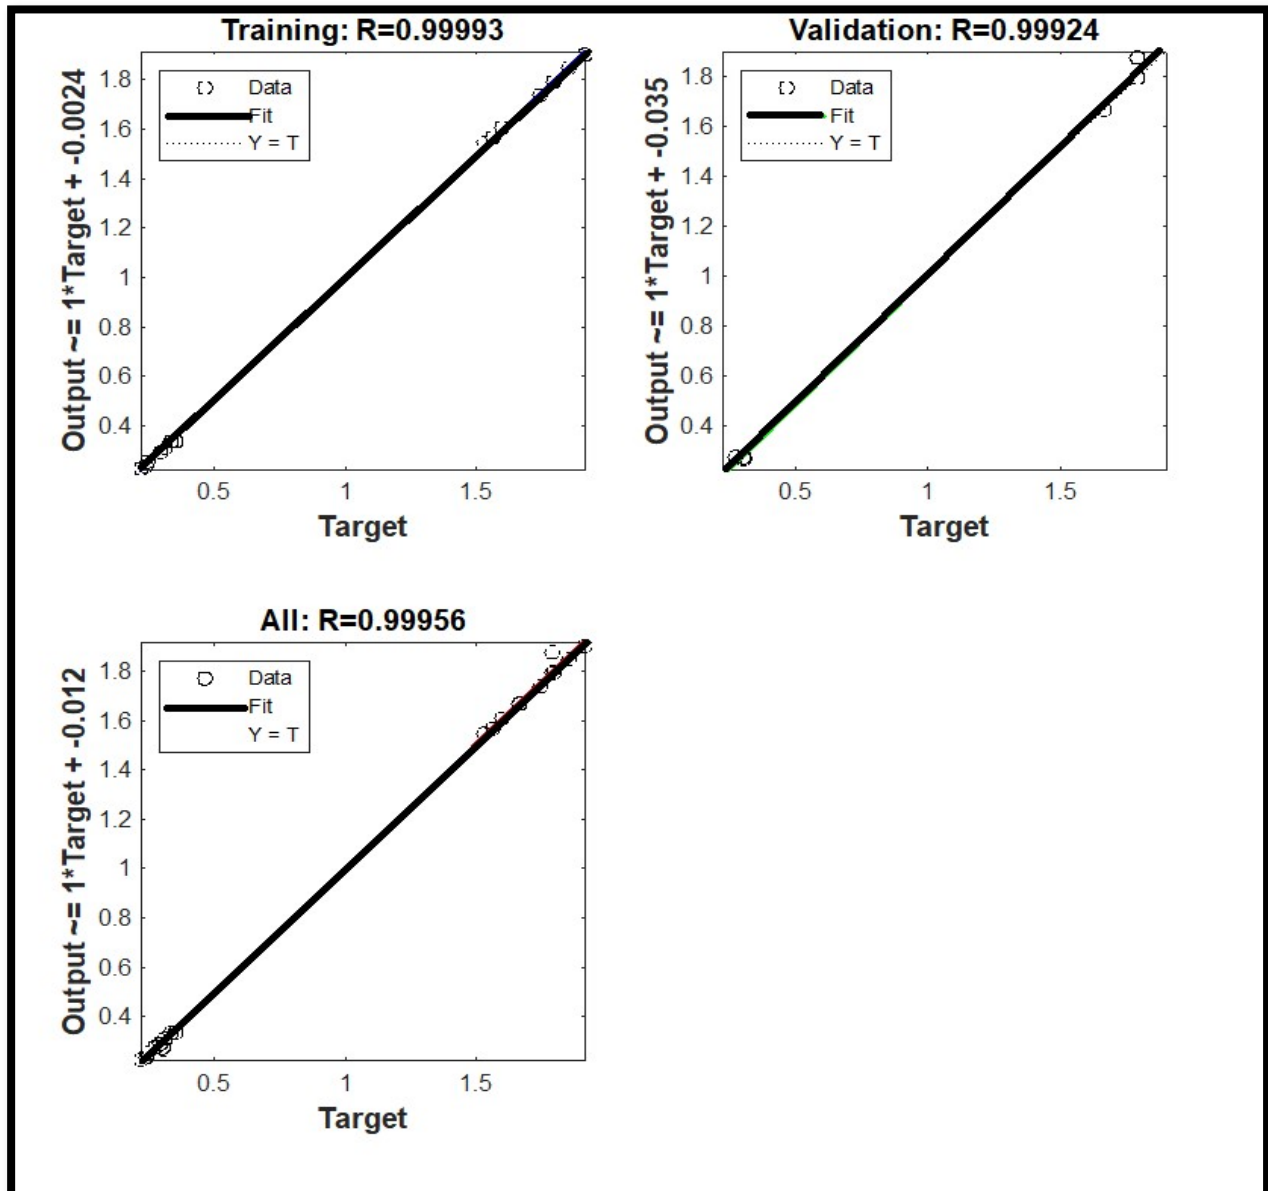 Training: R=0.99993
Output ~= 1*Target + -0.0024
1.8
1.6
1.4
1.2
1
0.8
0.6
0.4
Data
Fit
Y = T
0.5 1 1.5
Target
Validation: R=0.99924
Output ~= 1*Target + -0.035
1.8
1.6
1.4
1.2
1
0.8
0.6
0.4
Data
Fit
Y = T
0.5 1 1.5
Target
All: R=0.99956
Output ~= 1*Target + -0.012
1.8
1.6
1.4
1.2
1
0.8
0.6
0.4
Data
Fit
Y = T
0.5 1 1.5
Target